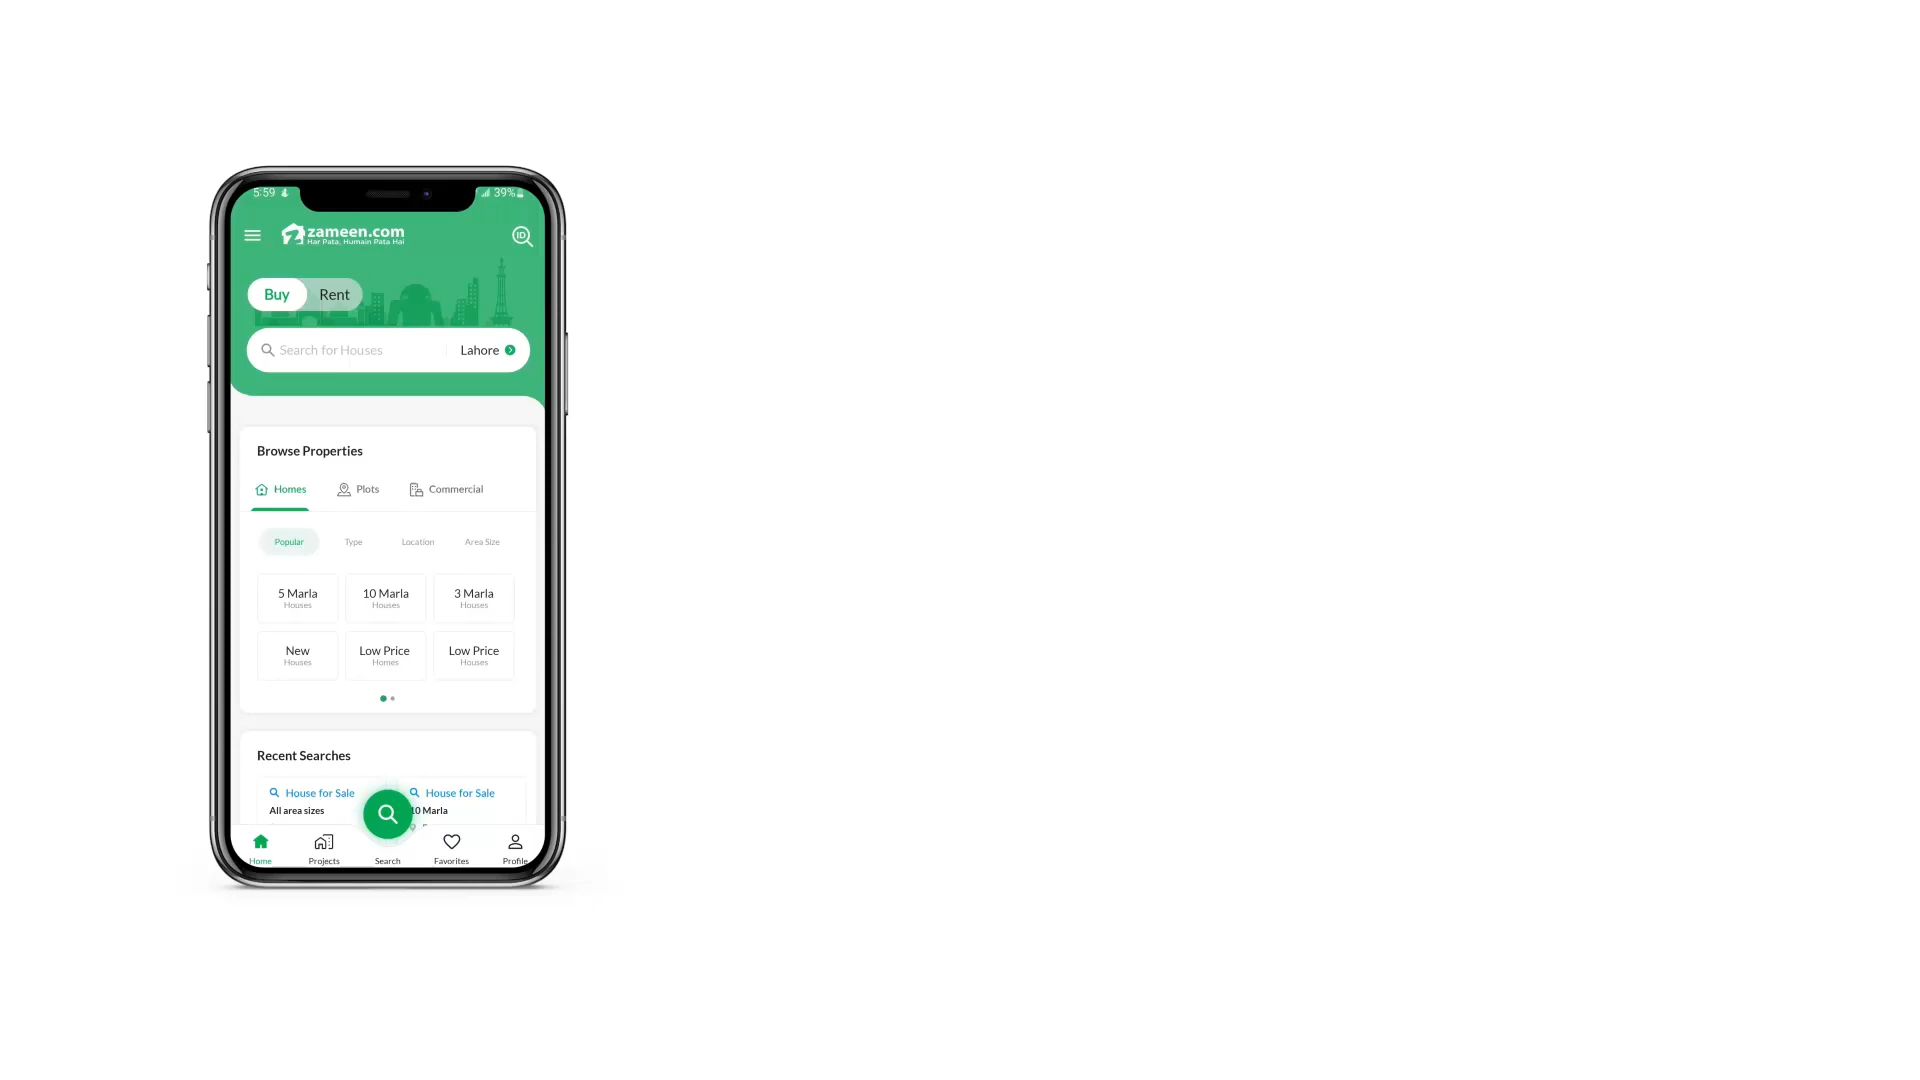 5:59
39%
zameen.com
Har Pata, Humain Pata Hai
ID
Buy
Rent
Search for Houses
Lahore
Browse Properties
Homes
Plots
Commercial
Popular
Type
Location
Area Size
5 Marla
Houses
10 Marla
Houses
3 Marla
Houses
New
Houses
Low Price
Homes
Low Price
Houses
Recent Searches
House for Sale
All area sizes
House for Sale
10 Marla
Home
Projects
Search
Favorites
Profile